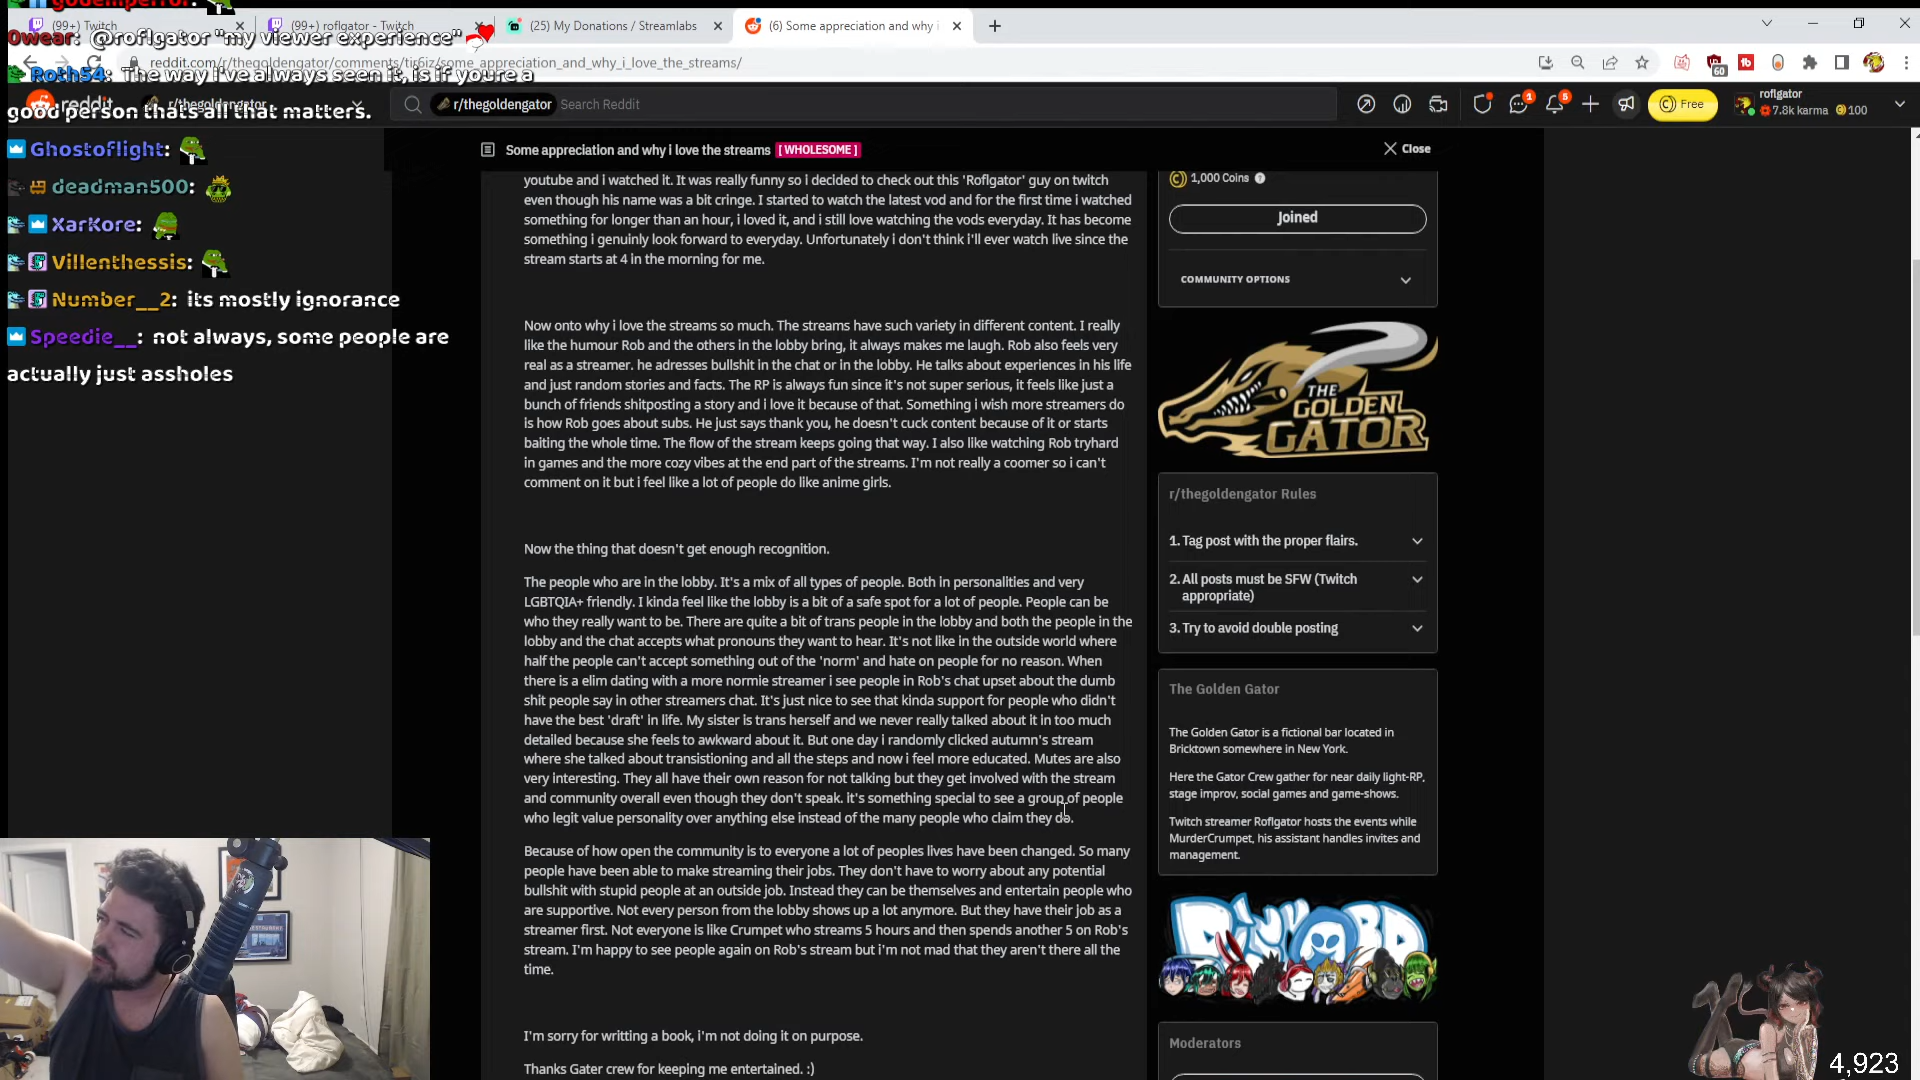 godemperror:
(99+) Twitch
(99+) roflgator - Twitch
(25) My Donations / Streamlabs
(6) Some appreciation and why i
0wear: @roflgator "my viewer experience"
reddit.com/r/thegoldengator/comments/tir6iz/some_appreciation_and_why_i_love_the_streams/
60
Roth54: The way i've always seen it, is if you're a
good person thats all that matters.
reddit
r/thegoldengator
r/thegoldengator
Search Reddit
1
5
Free
roflgator
7.8k karma
100
Ghostoflight:
deadman500:
XarKore:
Villenthessis:
Number__2: its mostly ignorance
Speedie__: not always, some people are
actually just assholes
Some appreciation and why i love the streams [ WHOLESOME ]
Close
youtube and i watched it. It was really funny so i decided to check out this 'Roflgator' guy on twitch
even though his name was a bit cringe. I started to watch the latest vod and for the first time i watched
something for longer than an hour, i loved it, and i still love watching the vods everyday. It has become
something i genuinely look forward to everyday. Unfortunately i don't think i'll ever watch live since the
stream starts at 4 in the morning for me.
Now onto why i love the streams so much. The streams have such variety in different content. I really
like the humour Rob and the others in the lobby bring, it always makes me laugh. Rob also feels very
real as a streamer. he adresses bullshit in the chat or in the lobby. He talks about experiences in his life
and just random stories and facts. The RP is always fun since it's not super serious, it feels like just a
bunch of friends shitposting a story and i love it because of that. Something i wish more streamers do
is how Rob goes about subs. He just says thank you, he doesn't cuck content because of it or starts
baiting the whole time. The flow of the stream keeps going that way. I also like watching Rob tryhard
in games and the more cozy vibes at the end part of the streams. I'm not really a coomer so i can't
comment on it but i feel like a lot of people do like anime girls.
Now the thing that doesn't get enough recognition.
The people who are in the lobby. It's a mix of all types of people. Both in personalities and very
LGBTQIA+ friendly. I kinda feel like the lobby is a bit of a safe spot for a lot of people. People can be
who they really want to be. There are quite a bit of trans people in the lobby and both the people in the
lobby and the chat accepts what pronouns they want to hear. It's not like in the outside world where
half the people can't accept something out of the 'norm' and hate on people for no reason. When
there is a elim dating with a more normie streamer i see people in Rob's chat upset about the dumb
shit people say in other streamers chat. It's just nice to see that kinda support for people who didn't
have the best 'draft' in life. My sister is trans herself and we never really talked about it in too much
detailed because she feels to awkward about it. But one day i randomly clicked autumn's stream
where she talked about transistioning and all the steps and now i feel more educated. Mutes are also
very interesting. They all have their own reason for not talking but they get involved with the stream
and community overall even though they don't speak. it's something special to see a group of people
who legit value personality over anything else instead of the many people who claim they do.
Because of how open the community is to everyone a lot of peoples lives have been changed. So many
people have been able to make streaming their jobs. They don't have to worry about any potential
bullshit with stupid people at an outside job. Instead they can be themselves and entertain people who
are supportive. Not every person from the lobby shows up a lot anymore. But they have their job as a
streamer first. Not everyone is like Crumpet who streams 5 hours and then spends another 5 on Rob's
stream. I'm happy to see people again on Rob's stream but i'm not mad that they aren't there all the
time.
I'm sorry for writting a book, i'm not doing it on purpose.
Thanks Gater crew for keeping me entertained. :)
1,000 Coins
Joined
COMMUNITY OPTIONS
THE
GOLDEN
GATOR
r/thegoldengator Rules
1. Tag post with the proper flairs.
2. All posts must be SFW (Twitch
appropriate)
3. Try to avoid double posting
The Golden Gator
The Golden Gator is a fictional bar located in
Bricktown somewhere in New York.
Here the Gator Crew gather for near daily light-RP,
stage improv, social games and game-shows.
Twitch streamer Roflgator hosts the events while
MurderCrumpet, his assistant handles invites and
management.
DISCORD
Moderators
4,923